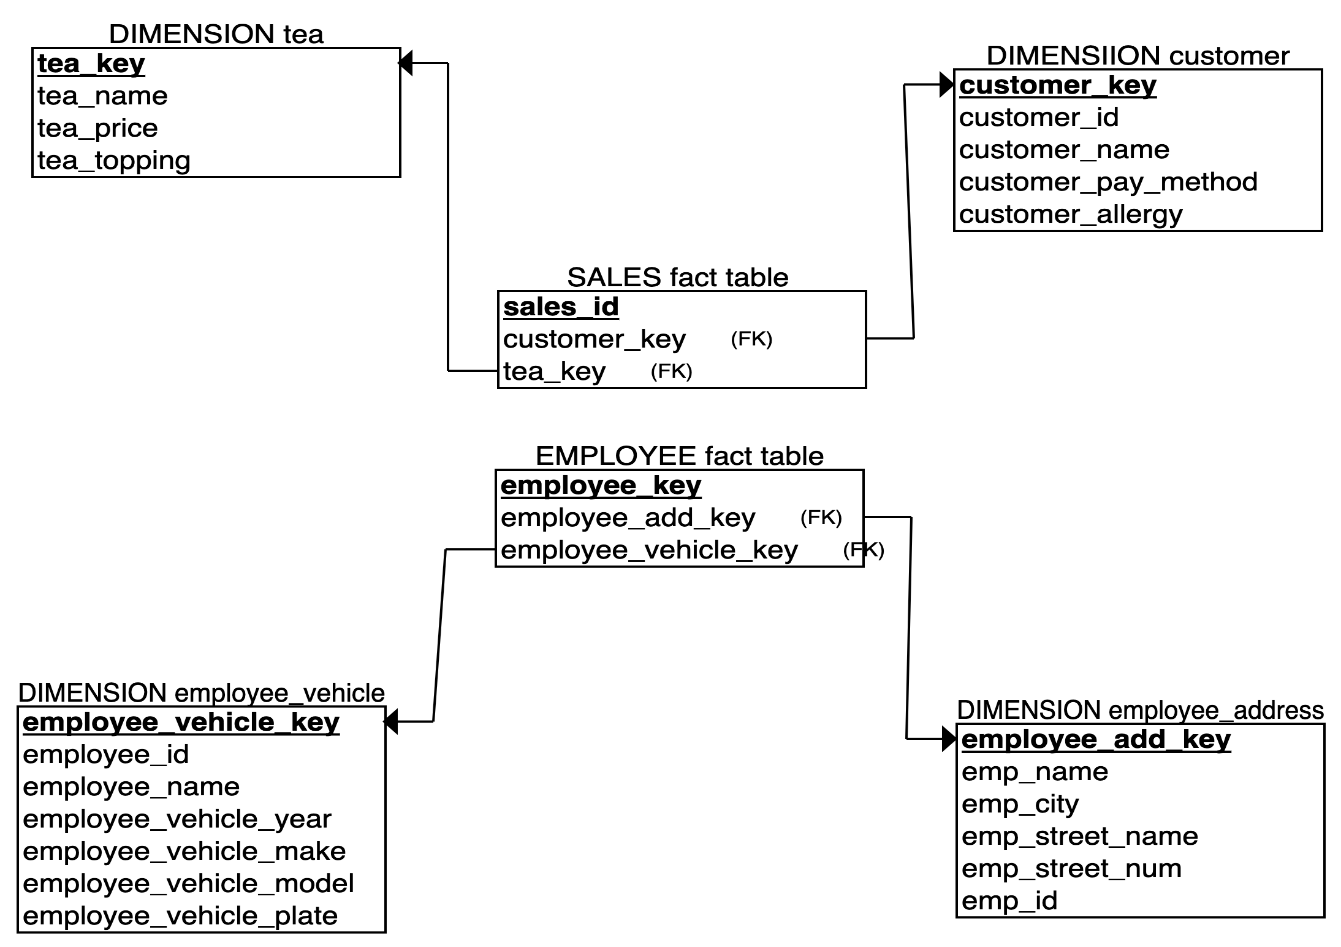 DIMENSION tea
tea_key
tea_name
tea_price
tea_topping
DIMENSIION customer
customer_key
customer_id
customer_name
customer_pay_method
customer_allergy
SALES fact table
sales_id
customer_key (FK)
tea_key (FK)
EMPLOYEE fact table
employee_key
employee_add_key (FK)
employee_vehicle_key (FK)
DIMENSION employee_vehicle
employee_vehicle_key
employee_id
employee_name
employee_vehicle_year
employee_vehicle_make
employee_vehicle_model
employee_vehicle_plate
DIMENSION employee_address
employee_add_key
emp_name
emp_city
emp_street_name
emp_street_num
emp_id